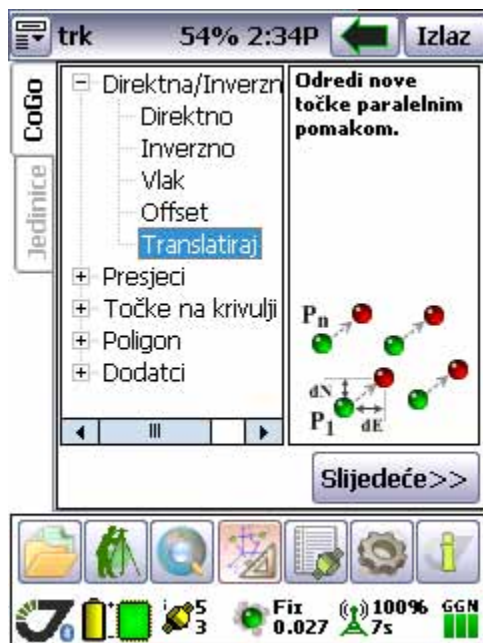 trk 54% 2:34P Izlaz
CoGo
Jedinice
Direktna/Inverzn
Direktno
Inverzno
Vlak
Offset
Translatiraj
Presjeci
Točke na krivulji
Poligon
Dodatci
Odredi nove
točke paralelnim
pomakom.
Pn
dN
P1 dE
Slijedeće>>
0
5
3
Fix
0.027
100%
7s
GGN